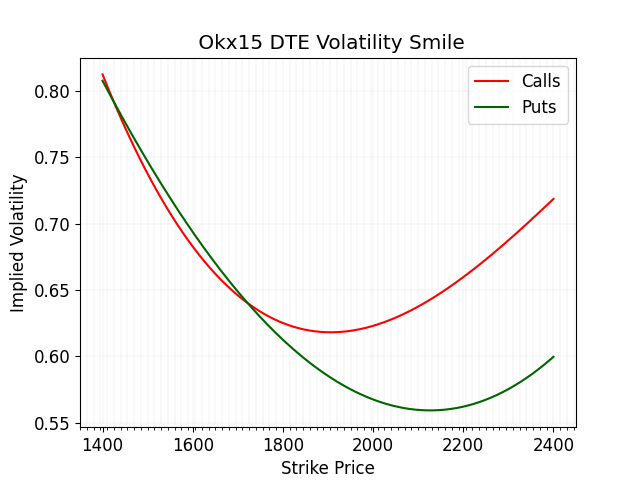 Okx15 DTE Volatility Smile
Calls
Puts
Implied Volatility
0.80
0.75
0.70
0.65
0.60
0.55
1400 1600 1800 2000 2200 2400
Strike Price